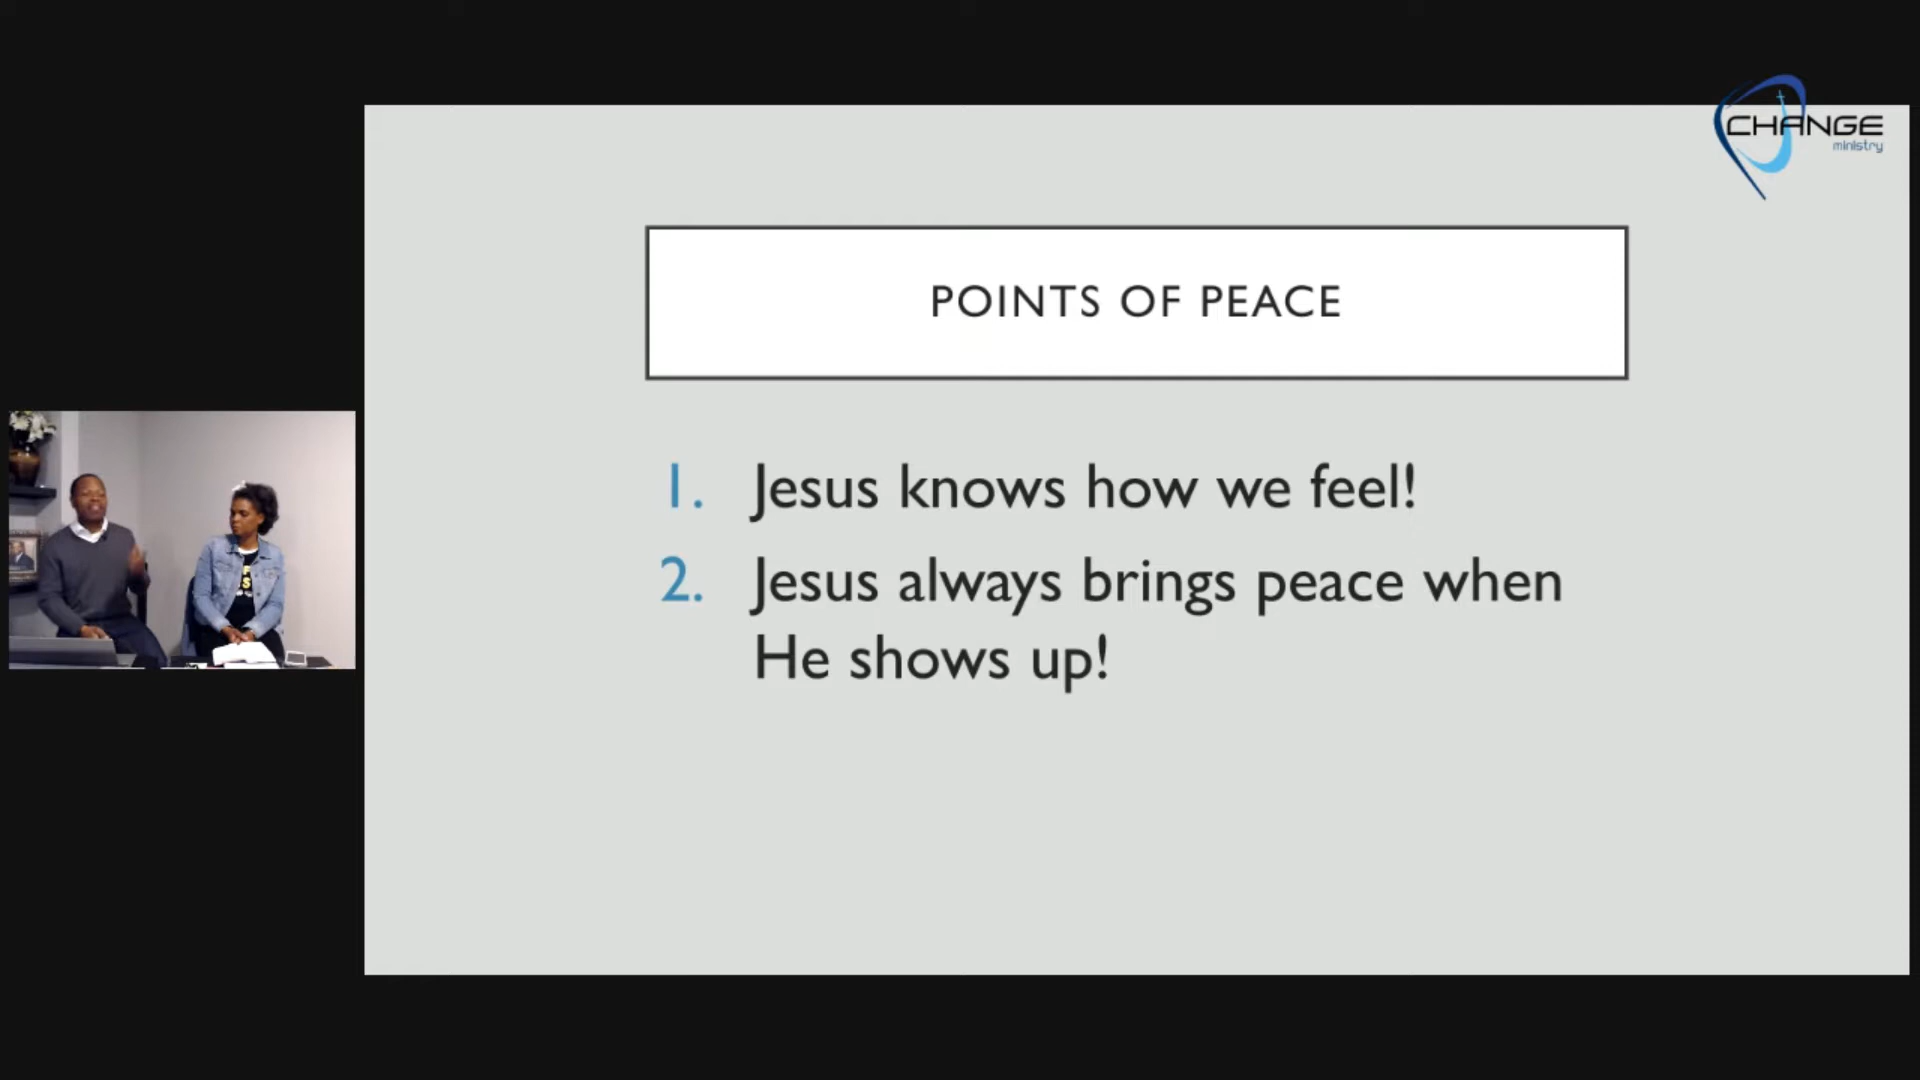 CHANGE
ministry
POINTS OF PEACE
1. Jesus knows how we feel!
2. Jesus always brings peace when
He shows up!